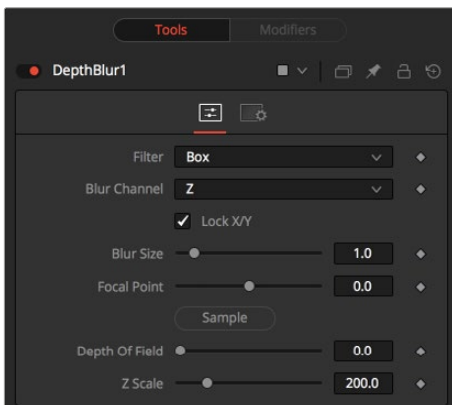 Tools Modifiers
DepthBlur1
Filter Box
Blur Channel Z
Lock X/Y
Blur Size 1.0
Focal Point 0.0
Sample
Depth Of Field 0.0
Z Scale 200.0